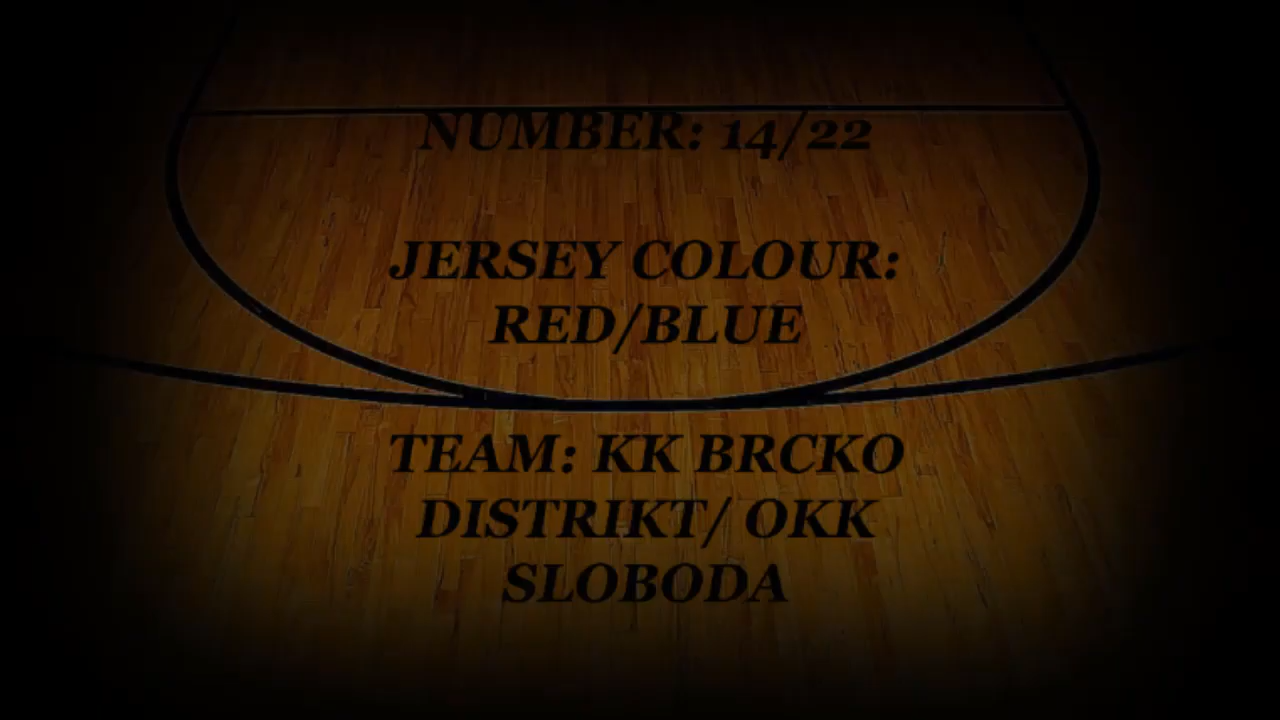 NUMBER: 14/22
JERSEY COLOUR:
RED/BLUE
TEAM: KK BRCKO
DISTRIKT/ OKK
SLOBODA